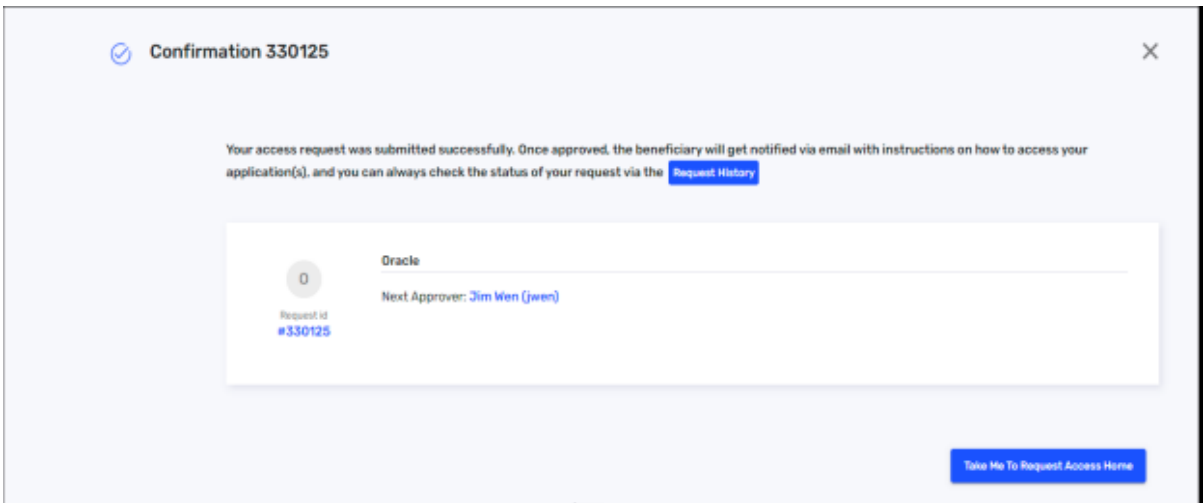 Confirmation 330125
Your access request was submitted successfully. Once approved, the beneficiary will get notified via email with instructions on how to access your
application(s), and you can always check the status of your request via the Request History
O
Oracle
Next Approver: Jim Wen (jwen)
Request id
#330125
Take Me To Request Access Home